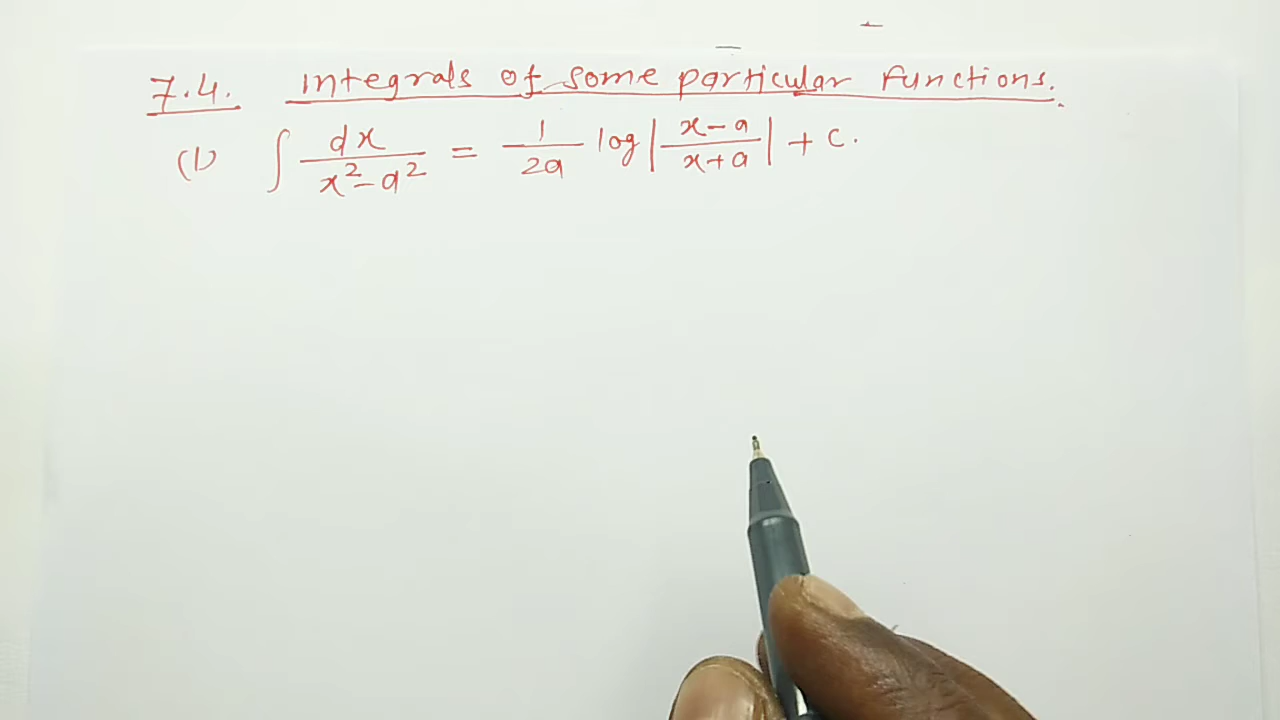 7.4. Integrals of some particular functions.
(1) ∫ dx / (x² - a²) = 1/2a log |(x - a)/(x + a)| + C.